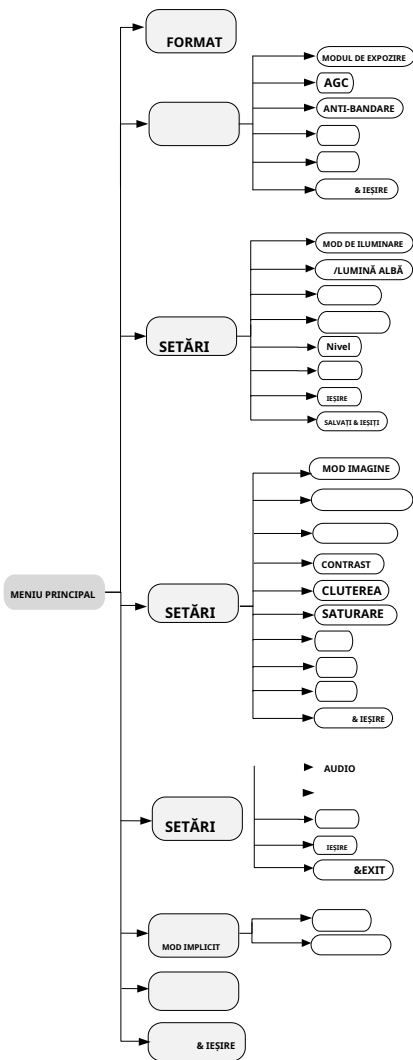 FORMAT
MODUL DE EXPOZIRE
AGC
ANTI-BANDARE
& IEȘIRE
MOD DE ILUMINARE
/LUMINĂ ALBĂ
SETĂRI
Nivel
IEȘIRE
SALVAȚI & IEȘIȚI
MOD IMAGINE
CONTRAST
MENIU PRINCIPAL
CLUTEREA
SETĂRI
SATURARE
& IEȘIRE
AUDIO
SETĂRI
IEȘIRE
&EXIT
MOD IMPLICIT
& IEȘIRE